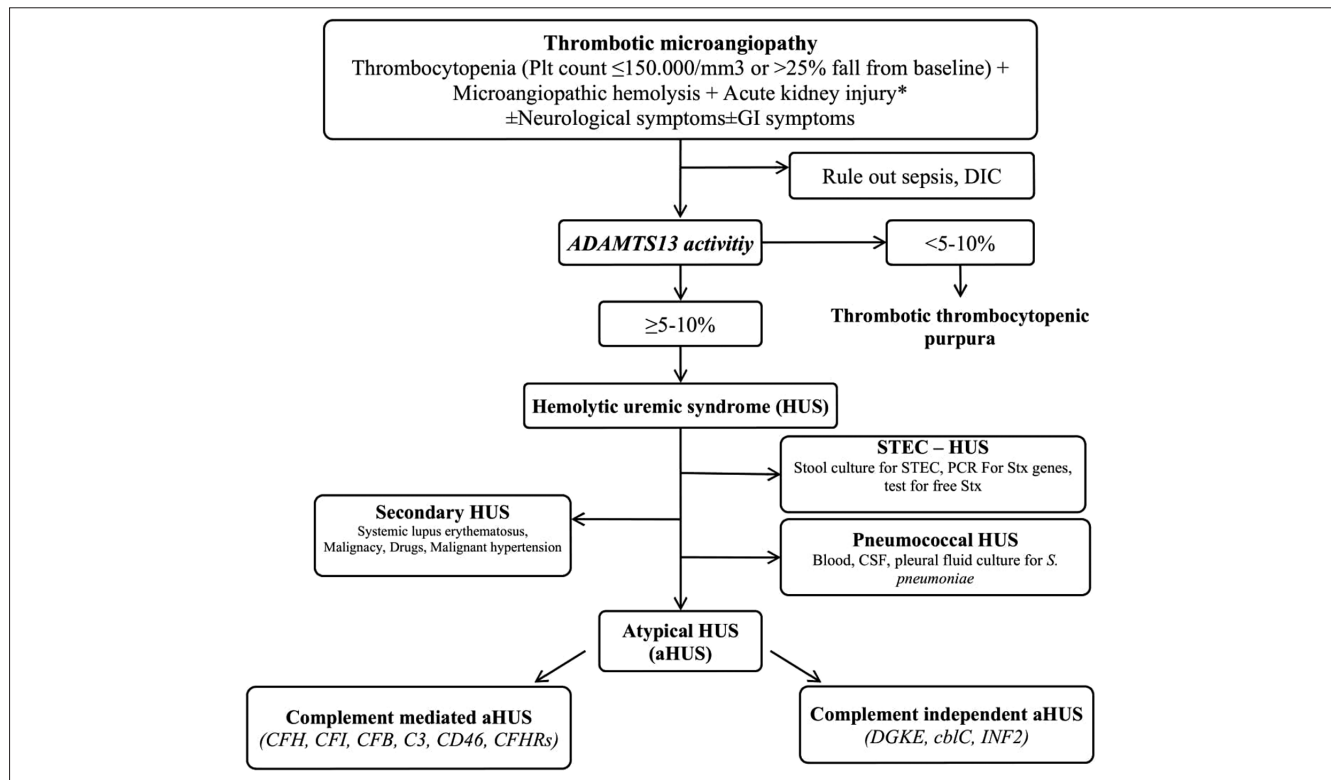 Thrombotic microangiopathy
Thrombocytopenia (Plt count ≤150.000/mm3 or >25% fall from baseline) +
Microangiopathic hemolysis + Acute kidney injury*
±Neurological symptoms±GI symptoms
Rule out sepsis, DIC
ADAMTS13 activitiy
<5-10%
≥5-10%
Thrombotic thrombocytopenic
purpura
Hemolytic uremic syndrome (HUS)
STEC – HUS
Stool culture for STEC, PCR For Stx genes,
test for free Stx
Secondary HUS
Systemic lupus erythematosus,
Malignacy, Drugs, Malignant hypertension
Pneumococcal HUS
Blood, CSF, pleural fluid culture for S.
pneumoniae
Atypical HUS
(aHUS)
Complement mediated aHUS
(CFH, CFI, CFB, C3, CD46, CFHRs)
Complement independent aHUS
(DGKE, cblC, INF2)